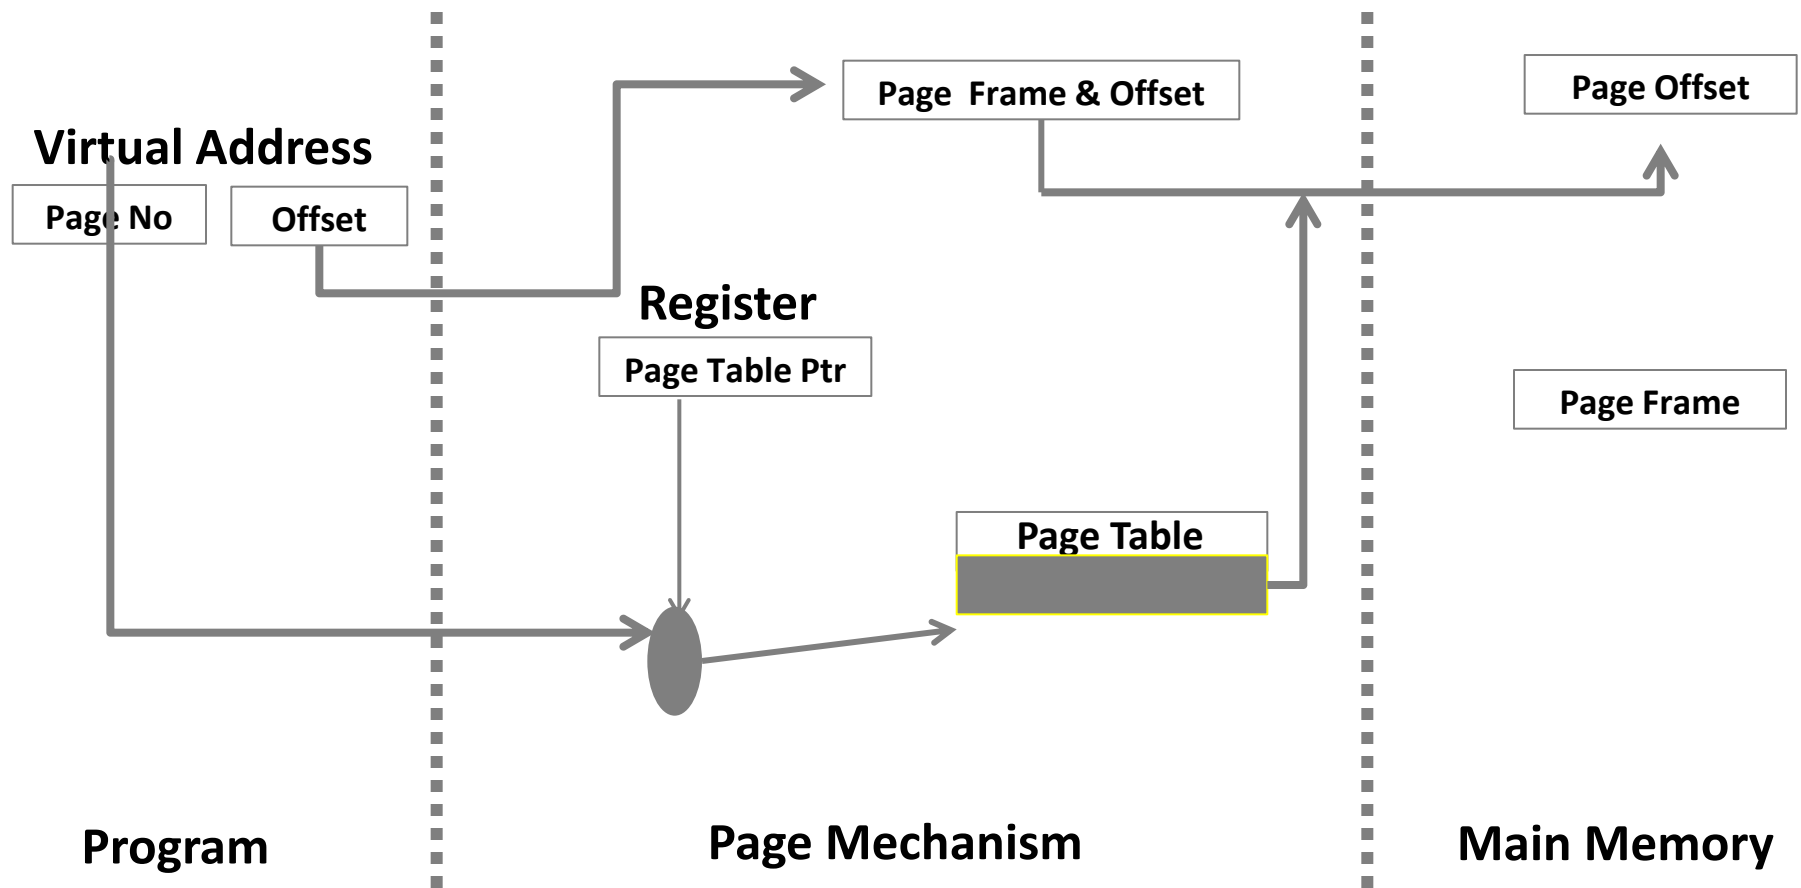 Page Frame & Offset
Page Offset
Virtual Address
Page No
Offset
Register
Page Table Ptr
Page Frame
Page Table
Program
Page Mechanism
Main Memory